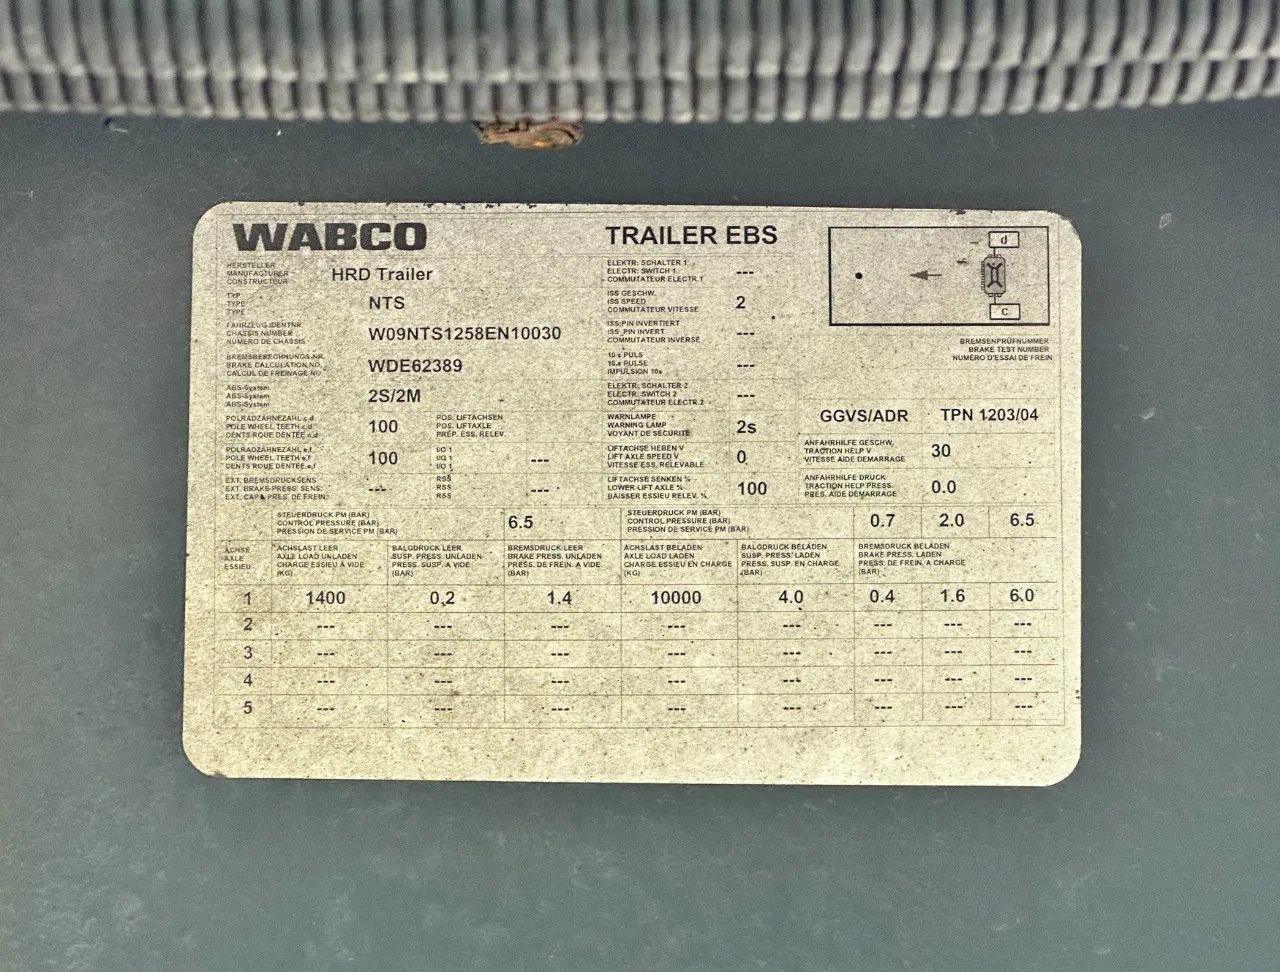 WABCO
TRAILER EBS
d
c
HERSTELLER
MANUFACTURER
CONSTRUCTEUR
HRD Trailer
TYP
TYPE
TYPE
NTS
FAHRZEUG IDENTNR.
CHASSIS NUMBER
NUMÉRO DE CHÂSSIS
W09NTS1258EN10030
BREMSBERECHNUNGS-NR.
BRAKE CALCULATION NO.
CALCUL DE FREINAGE NO
WDE62389
ABS-System
ABS-System
ABS-System
2S/2M
POLRADZÄHNEZAHL c,d
POLE WHEEL TEETH c,d
DENTS ROUE DENTÉE c,d
100
POLRADZÄHNEZAHL e,f
POLE WHEEL TEETH e,f
DENTS ROUE DENTÉE e,f
100
EXT. BREMSDRUCKSENS.
EXT. BRAKE PRESS. SENS.
EXT. CAP. PRES. DE FREIN.
---
POS. LIFTACHSEN
POS. LIFTAXLE
PRÉP. ESS. RELEV.
I/O 1
I/O 1
I/O 1
---
RSS
RSS
RSS
---
ELEKTR. SCHALTER 1
ELECTR. SWITCH 1
COMMUTATEUR ELECTR.1
---
ISS GESCHW.
ISS SPEED
COMMUTATEUR VITESSE
2
ISS PIN INVERTIERT
ISS PIN INVERT
COMMUTATEUR INVERSÉ
---
10 s PULS
10 s PULSE
IMPULSION 10s
---
ELEKTR. SCHALTER 2
ELECTR. SWITCH 2
COMMUTATEUR ELECTR.2
---
WARNLAMPE
WARNING LAMP
VOYANT DE SÉCURITÉ
2s
LIFTACHSE HEBEN V
LIFT AXLE SPEED V
VITESSE ESS. RELEVABLE
0
LIFTACHSE SENKEN %
LOWER LIFT AXLE %
BAISSER ESSIEU RELEV. %
100
BREMSENPRÜFNUMMER
BRAKE TEST NUMBER
NUMÉRO D'ESSAI DE FREIN
GGVS/ADR TPN 1203/04
ANFAHRHILFE GESCHW.
TRACTION HELP V
VITESSE AIDE DEMARRAGE
30
ANFAHRHILFE DRUCK
TRACTION HELP PRESS.
PRES. AIDE DÉMARRAGE
0.0
STEUERDRUCK PM (BAR)
CONTROL PRESSURE (BAR)
PRESSION DE SERVICE PM (BAR)
6.5
STEUERDRUCK PM (BAR)
CONTROL PRESSURE (BAR)
PRESSION DE SERVICE PM (BAR)
0.7 2.0 6.5
ACHSE
AXLE
ESSIEU
ACHSLAST LEER
AXLE LOAD UNLADEN
CHARGE ESSIEU A VIDE
(KG)
BALGDRUCK LEER
SUSP. PRESS. UNLADEN
PRESS. SUSP. A VIDE
(BAR)
BREMSDRUCK LEER
BRAKE PRESS. UNLADEN
PRESS. DE FREIN. A VIDE
(BAR)
ACHSLAST BELADEN
AXLE LOAD LADEN
CHARGE ESSIEU EN CHARGE
(KG)
BALGDRUCK BELADEN
SUSP. PRESS. LADEN
PRESS. SUSP. EN CHARGE
(BAR)
BREMSDRUCK BELADEN
BRAKE PRESS. LADEN
PRESS. DE FREIN. A CHARGE
(BAR)
1 1400 0.2 1.4 10000 4.0 0.4 1.6 6.0
2 --- --- --- --- --- --- --- ---
3 --- --- --- --- --- --- --- ---
4 --- --- --- --- --- --- --- ---
5 --- --- --- --- --- --- --- ---